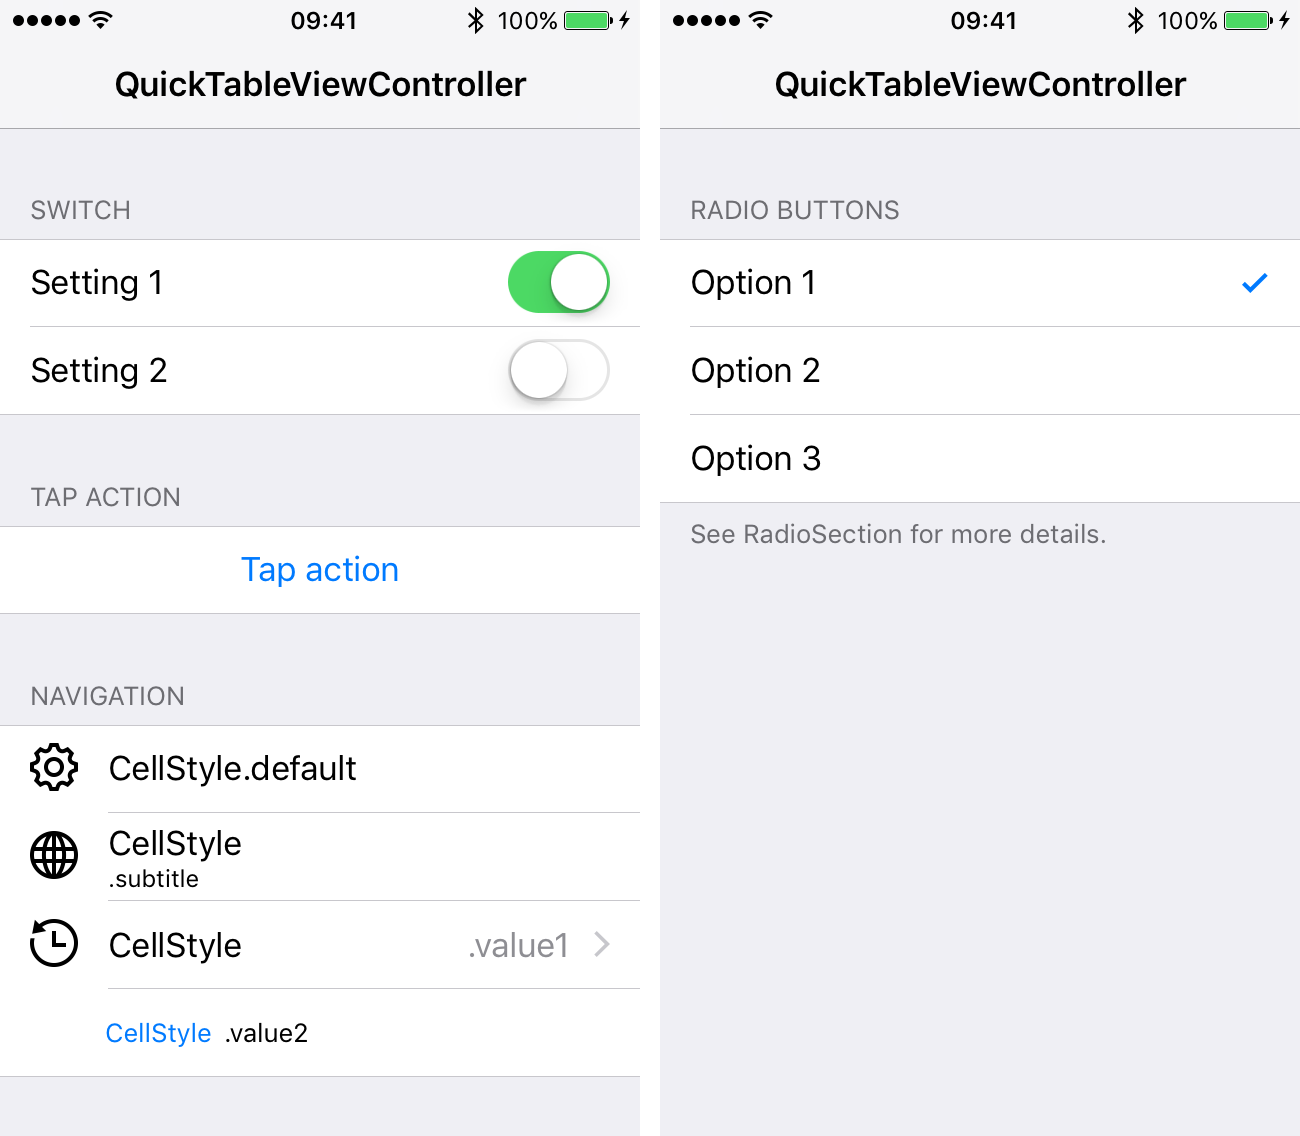 09:41
100%
QuickTableViewController
SWITCH
Setting 1
Setting 2
TAP ACTION
Tap action
NAVIGATION
CellStyle.default
CellStyle
.subtitle
CellStyle .value1
CellStyle .value2
09:41
100%
QuickTableViewController
RADIO BUTTONS
Option 1
Option 2
Option 3
See RadioSection for more details.